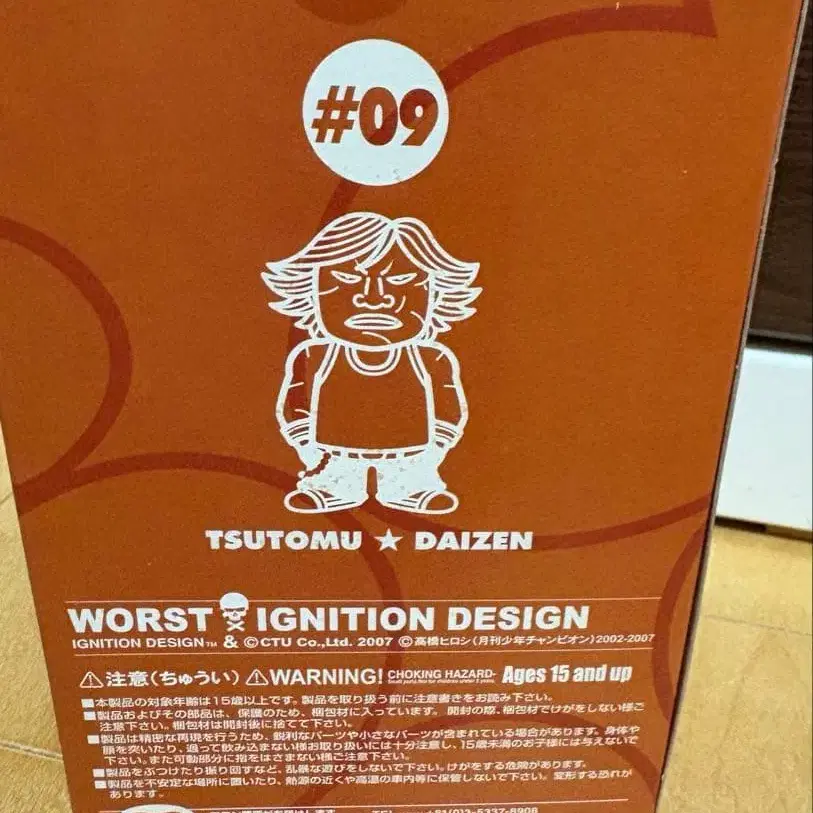 #09
TSUTOMU ★ DAIZEN
WORST IGNITION DESIGN
IGNITION DESIGN™ & ©CTU Co.,Ltd. 2007 ©高橋ヒロシ(月刊少年チャンピオン)2002-2007
⚠注意(ちゅうい) ⚠WARNING! CHOKING HAZARD- Small parts.Not for children under 3 years. Ages 15 and up
■本製品の対象年齢は15歳以上です。製品を取り扱う前に注意書きをお読み下さい。
■製品およびその部品は、保護のため、梱包材に入っています。開封の際、梱包材でけがをしない様ご
注意下さい。梱包材は開封後に捨てて下さい。
■製品は精密な再現を行うため、鋭利なパーツや小さなパーツが含まれている場合があります。身体や
顔を突いたり、過って飲み込まない様お取り扱いには十分注意し、15歳未満のお子様には与えないで
下さい。また可動部分に指をはさまない様ご注意下さい。
■製品をぶつけたり振り回すなど、乱暴な遊びをしないで下さい。けがをする危険があります。
■製品を不安定な場所に置いたり、熱源の近くや高温の車内等に保管しないで下さい。変形する恐れが
あります。
+81(0)3-5337-8908